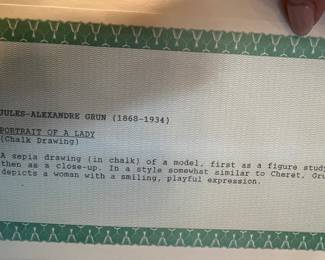 JULES-ALEXANDRE GRUN (1868-1934)
PORTRAIT OF A LADY
(Chalk Drawing)
A sepia drawing (in chalk) of a model, first as a figure study
then as a close-up. In a style somewhat similar to Cheret, Gru
depicts a woman with a smiling, playful expression.